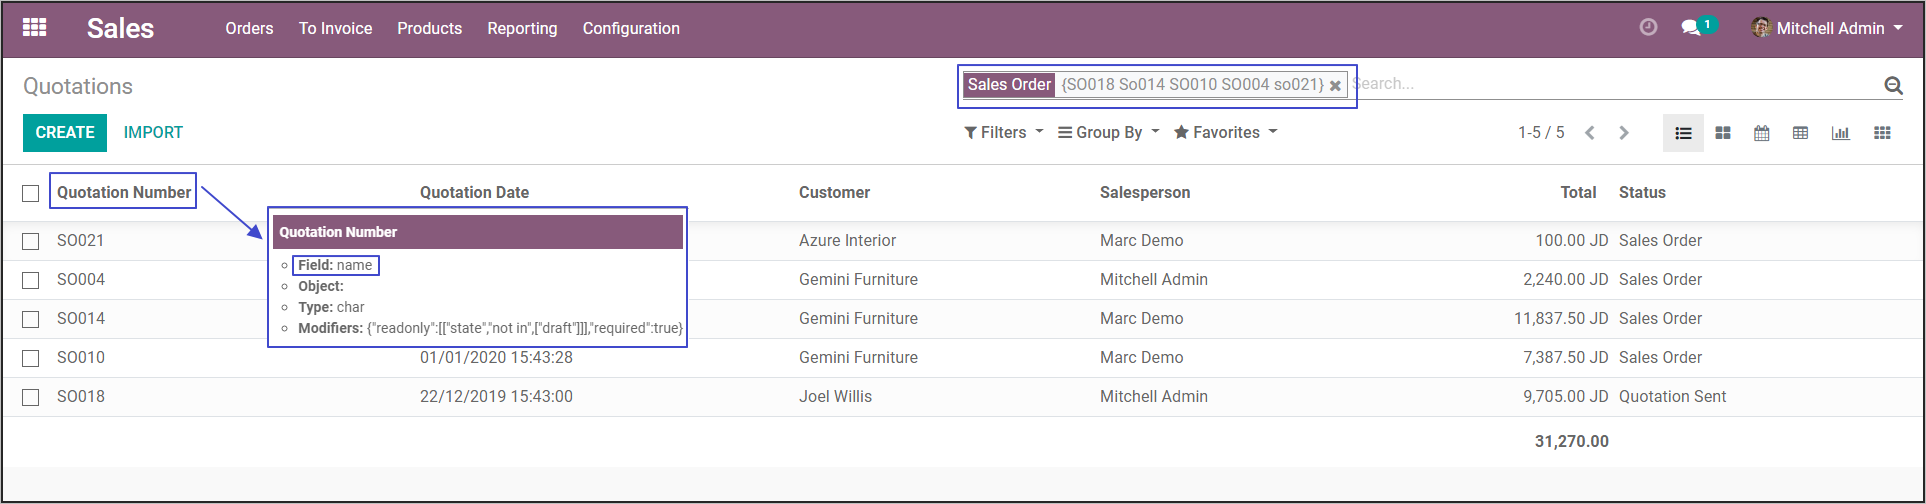 Sales Orders To Invoice Products Reporting Configuration 1 Mitchell Admin
Quotations Sales Order {SO018 So014 SO010 SO004 so021} Search...
CREATE IMPORT Filters Group By Favorites 1-5 / 5
Quotation Number Quotation Date Customer Salesperson Total Status
SO021 Azure Interior Marc Demo 100.00 JD Sales Order
SO004 Gemini Furniture Mitchell Admin 2,240.00 JD Sales Order
SO014 Gemini Furniture Marc Demo 11,837.50 JD Sales Order
SO010 01/01/2020 15:43:28 Gemini Furniture Marc Demo 7,387.50 JD Sales Order
SO018 22/12/2019 15:43:00 Joel Willis Mitchell Admin 9,705.00 JD Quotation Sent
31,270.00
Quotation Number
Field: name
Object:
Type: char
Modifiers: {"readonly":[["state","not in",["draft"]]],"required":true}